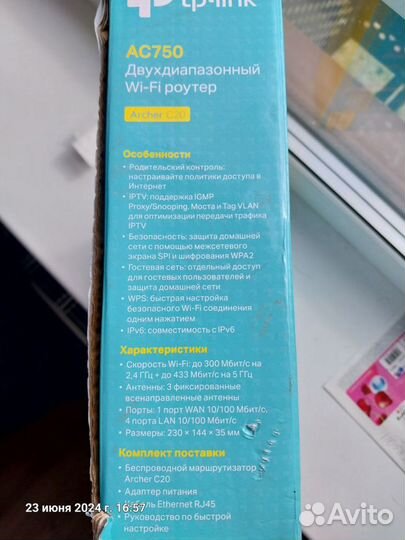 tp-link
AC750
Двухдиапазонный
Wi-Fi роутер
Archer C20
Особенности
• Родительский контроль:
настраивайте политики доступа в
Интернет
• IPTV: поддержка IGMP
Proxy/Snooping, Моста и Tag VLAN
для оптимизации передачи трафика
IPTV
• Безопасность: защита домашней
сети с помощью межсетевого
экрана SPI и шифрования WPA2
• Гостевая сеть: отдельный доступ
для гостевых пользователей и
защита домашней сети
• WPS: быстрая настройка
безопасного Wi-Fi соединения
одним нажатием
• IPv6: совместимость с IPv6
Характеристики
• Скорость Wi-Fi: до 300 Мбит/с на
2,4 ГГц + до 433 Мбит/с на 5 ГГц
• Антенны: 3 фиксированные
всенаправленные антенны
• Порты: 1 порт WAN 10/100 Мбит/с,
4 порта LAN 10/100 Мбит/с
• Размеры: 230 × 144 × 35 мм
Комплект поставки
• Беспроводной маршрутизатор
Archer C20
• Адаптер питания
• Кабель Ethernet RJ45
• Руководство по быстрой
настройке
23 июня 2024 г. 16:57
Avito